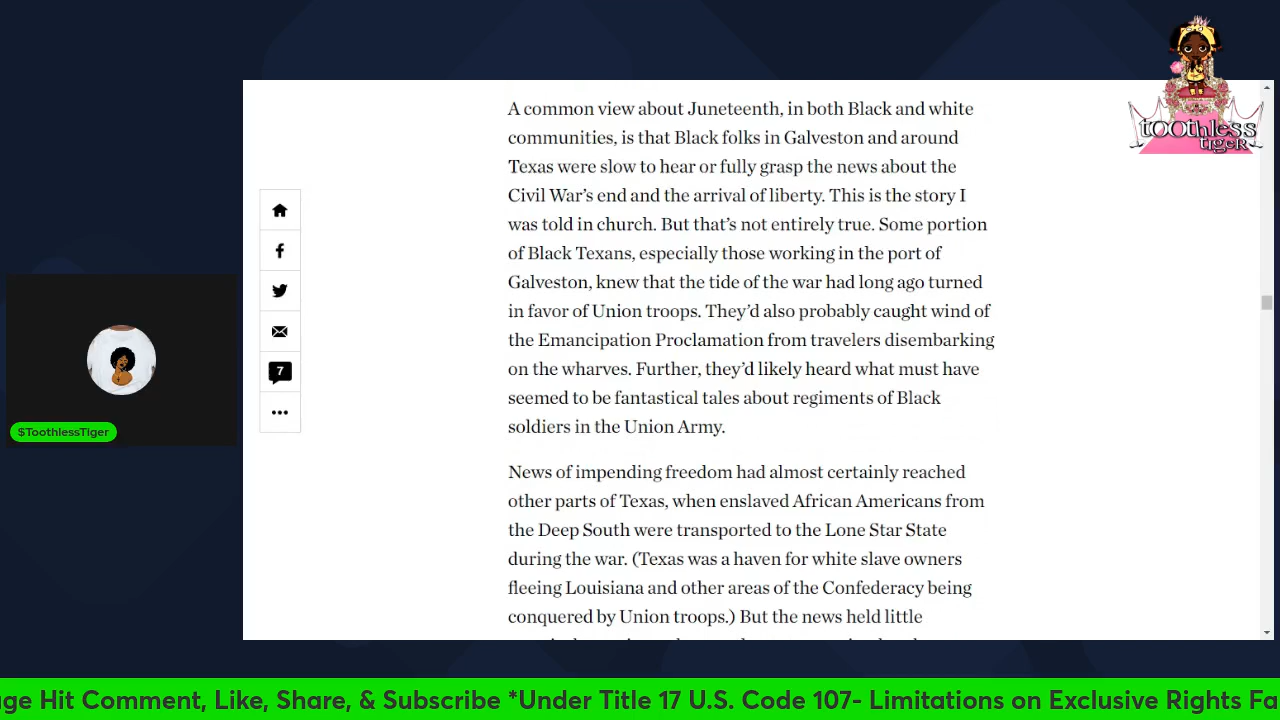 tOOthless
tigeR
A common view about Juneteenth, in both Black and white
communities, is that Black folks in Galveston and around
Texas were slow to hear or fully grasp the news about the
Civil War’s end and the arrival of liberty. This is the story I
was told in church. But that’s not entirely true. Some portion
of Black Texans, especially those working in the port of
Galveston, knew that the tide of the war had long ago turned
in favor of Union troops. They’d also probably caught wind of
the Emancipation Proclamation from travelers disembarking
on the wharves. Further, they’d likely heard what must have
seemed to be fantastical tales about regiments of Black
soldiers in the Union Army.
7
$ToothlessTiger
News of impending freedom had almost certainly reached
other parts of Texas, when enslaved African Americans from
the Deep South were transported to the Lone Star State
during the war. (Texas was a haven for white slave owners
fleeing Louisiana and other areas of the Confederacy being
conquered by Union troops.) But the news held little
ge Hit Comment, Like, Share, & Subscribe *Under Title 17 U.S. Code 107- Limitations on Exclusive Rights Fa